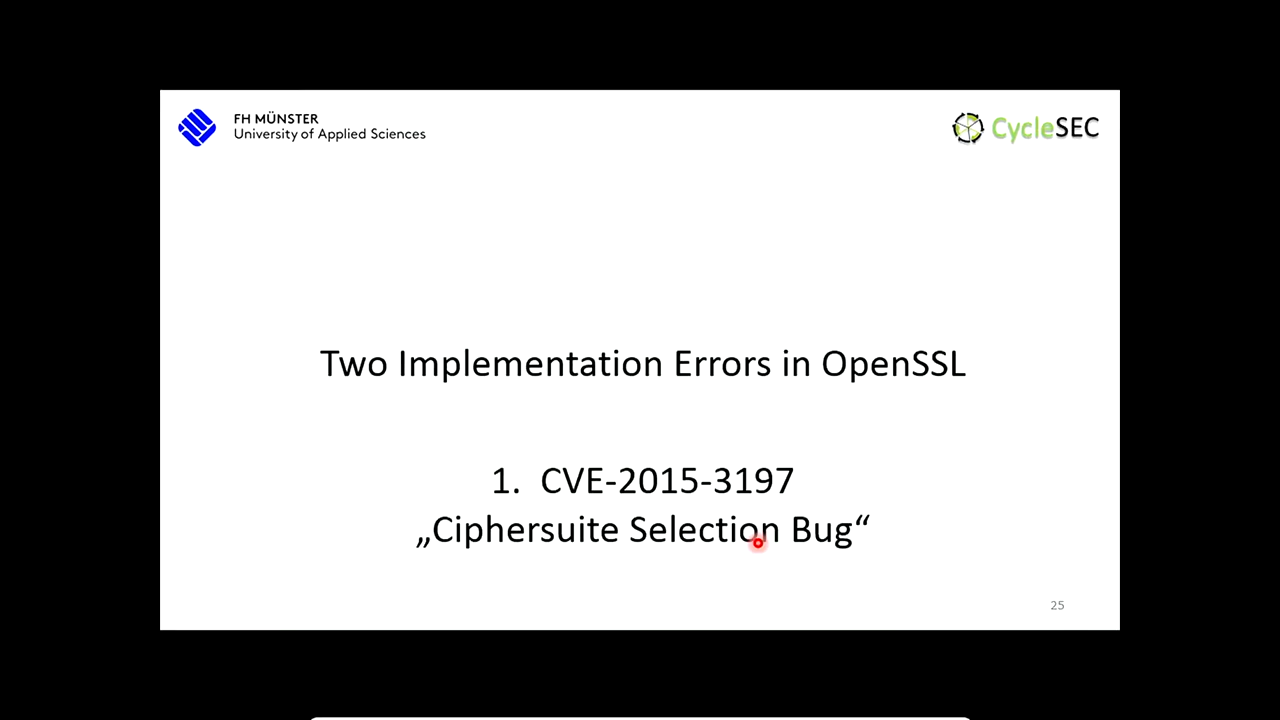 FH MÜNSTER
University of Applied Sciences
CycleSEC
Two Implementation Errors in OpenSSL
1. CVE-2015-3197
„Ciphersuite Selection Bug“
25